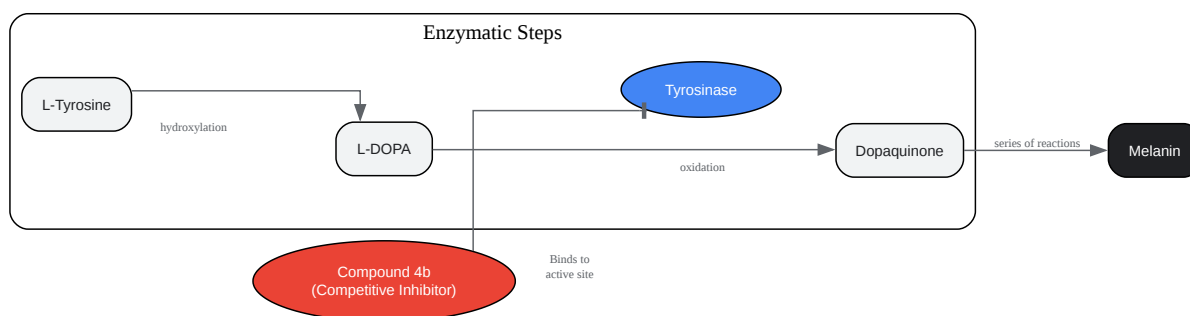 Enzymatic Steps
L-Tyrosine
hydroxylation
L-DOPA
Tyrosinase
oxidation
Dopaquinone
series of reactions
Melanin
Compound 4b
(Competitive Inhibitor)
Binds to
active site